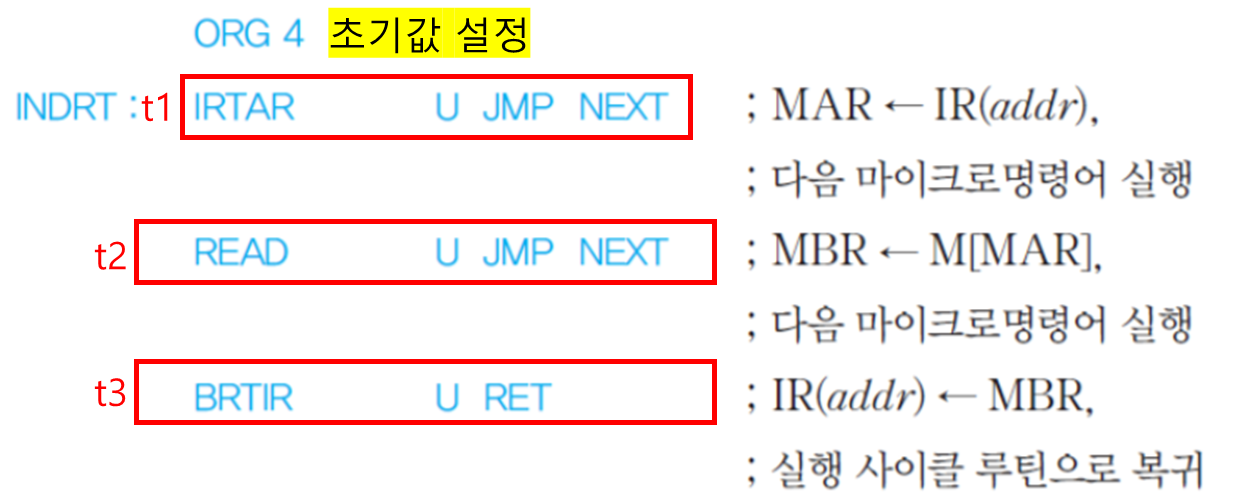 ORG 4 초기값 설정
INDRT : t1 IRTAR U JMP NEXT ; MAR ← IR(addr),
; 다음 마이크로명령어 실행
t2 READ U JMP NEXT ; MBR ← M[MAR],
; 다음 마이크로명령어 실행
t3 BRTIR U RET ; IR(addr) ← MBR,
; 실행 사이클 루틴으로 복귀